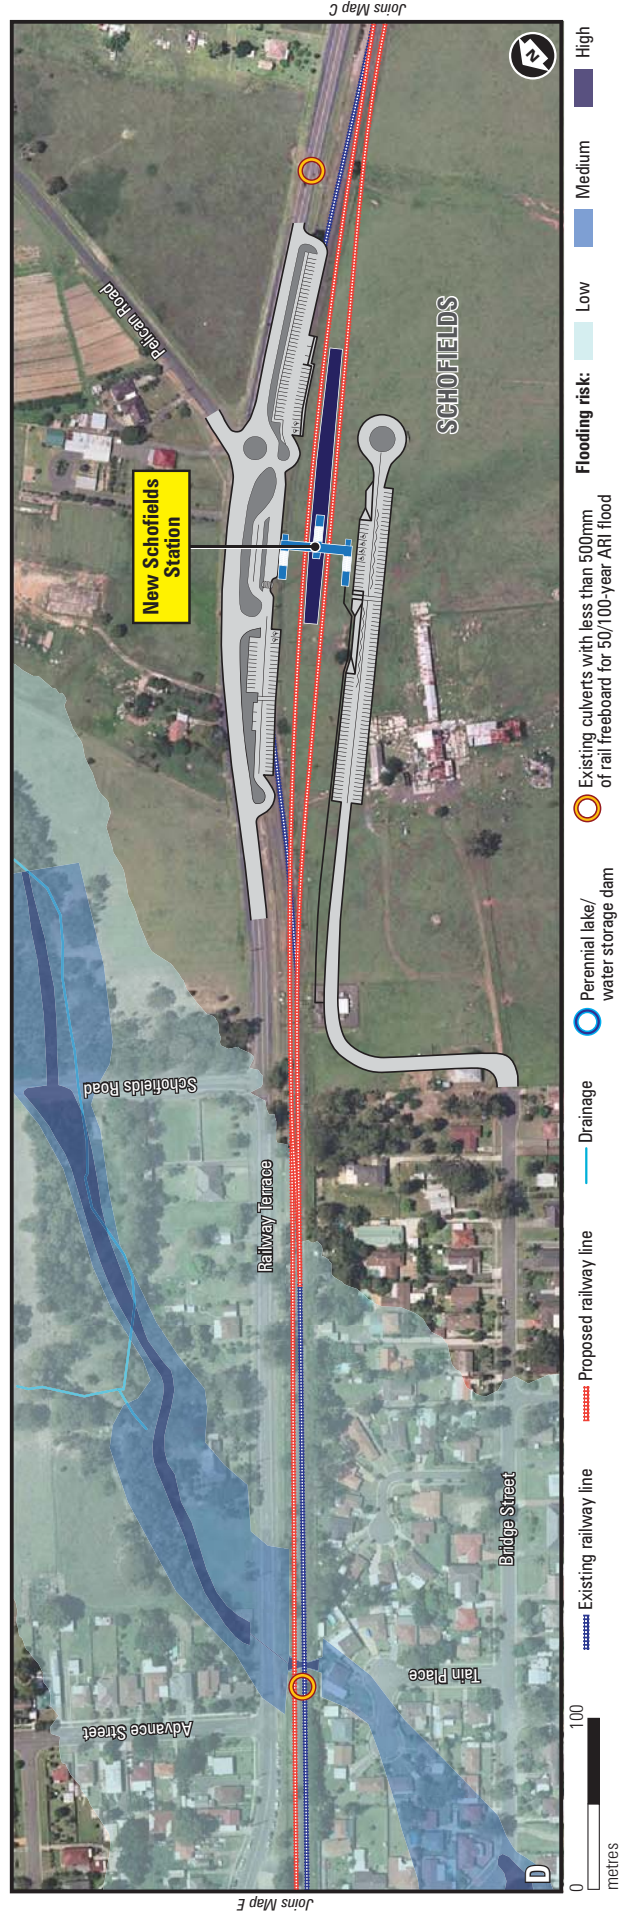 Joins Map C
N
Pelican Road
New Schofields
Station
SCHOFIELDS
Schofields Road
Railway Terrace
Bridge Street
Tain Place
Advance Street
D
Joins Map E
0
100
metres
Existing railway line
Proposed railway line
Drainage
Perennial lake/
water storage dam
Existing culverts with less than 500mm
of rail freeboard for 50/100-year ARI flood
Flooding risk:
Low
Medium
High